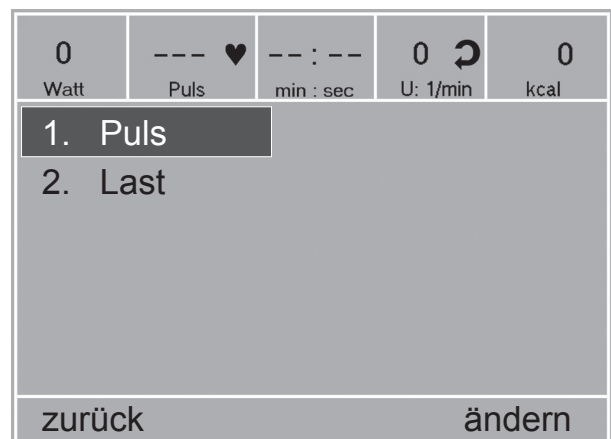 0 --- ♥ --:-- 0 0
Watt Puls min : sec U: 1/min kcal
1. Puls
2. Last
zurück ändern